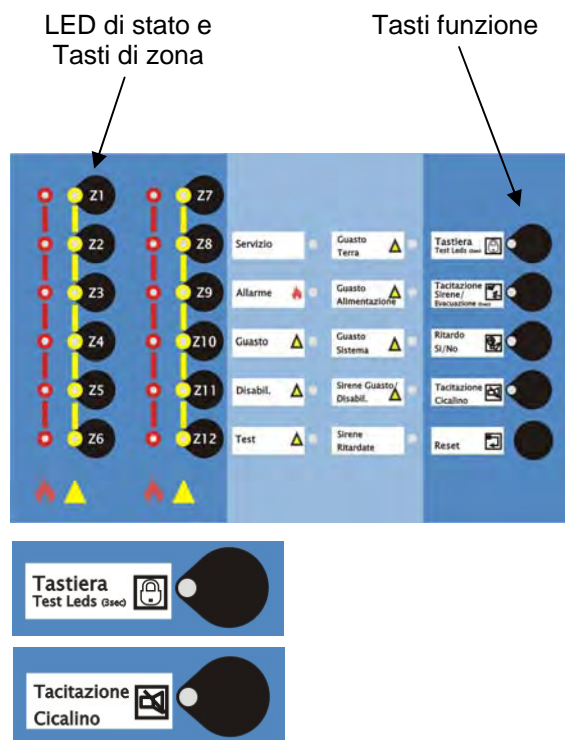 LED di stato e
Tasti di zona
Tasti funzione
Z1
Z2
Z3
Z4
Z5
Z6
Z7
Z8
Z9
Z10
Z11
Z12
Servizio
Allarme
Guasto
Disabil.
Test
Guasto
Terra
Guasto
Alimentazione
Guasto
Sistema
Sirene Guasto/
Disabil.
Sirene
Ritardate
Tastiera
Test Leds (3sec)
Tacitazione
Sirene/
Evacuazione (3sec)
Ritardo
Si/No
Tacitazione
Cicalino
Reset
Tastiera
Test Leds (3sec)
Tacitazione
Cicalino